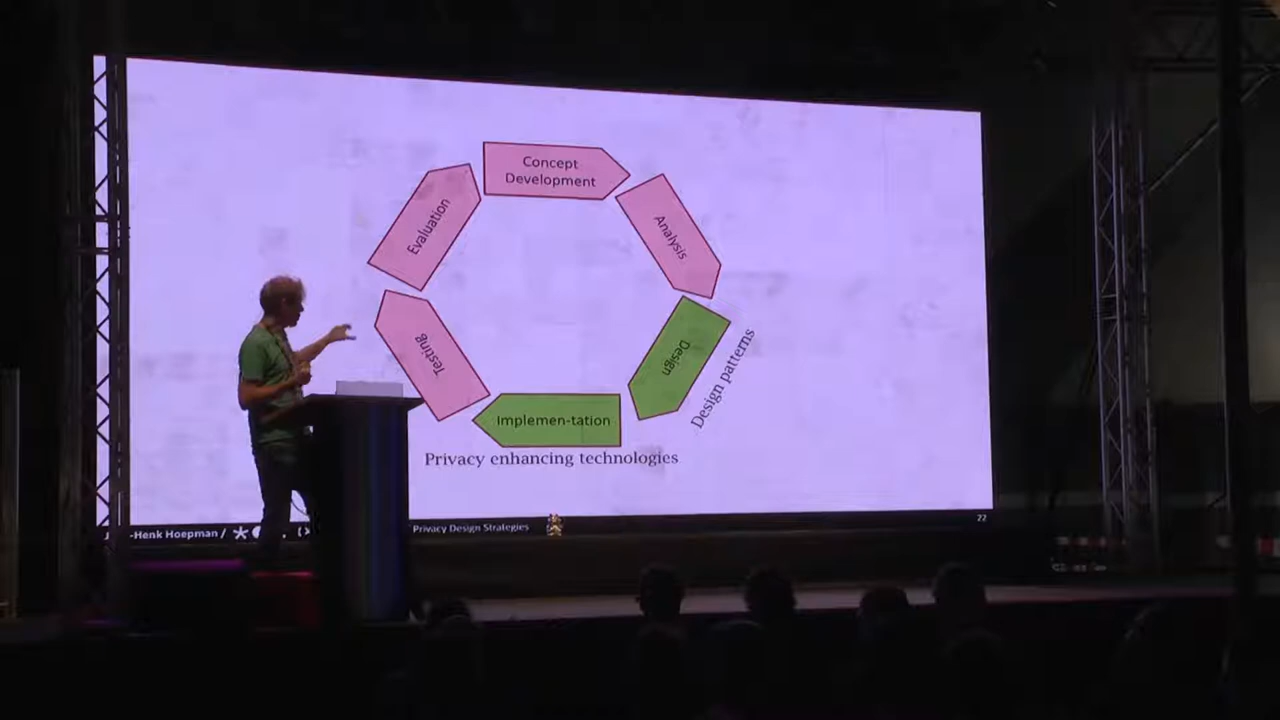 Concept
Development
Analysis
Design
Design patterns
Implemen-tation
Privacy enhancing technologies
Testing
Evaluation
-Henk Hoepman /
Privacy Design Strategies
22